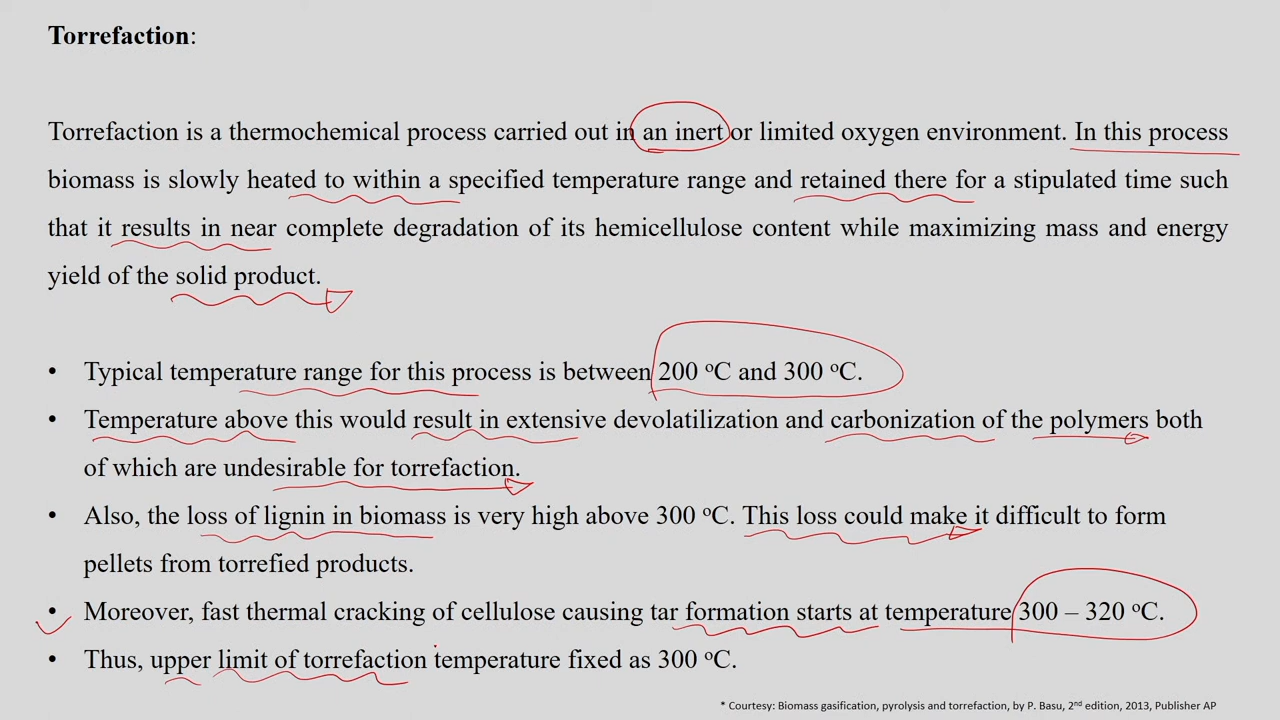 Torrefaction:
Torrefaction is a thermochemical process carried out in an inert or limited oxygen environment. In this process
biomass is slowly heated to within a specified temperature range and retained there for a stipulated time such
that it results in near complete degradation of its hemicellulose content while maximizing mass and energy
yield of the solid product.
• Typical temperature range for this process is between 200 ᵒC and 300 ᵒC.
• Temperature above this would result in extensive devolatilization and carbonization of the polymers both
of which are undesirable for torrefaction.
• Also, the loss of lignin in biomass is very high above 300 ᵒC. This loss could make it difficult to form
pellets from torrefied products.
• Moreover, fast thermal cracking of cellulose causing tar formation starts at temperature 300 – 320 ᵒC.
• Thus, upper limit of torrefaction temperature fixed as 300 ᵒC.
* Courtesy: Biomass gasification, pyrolysis and torrefaction, by P. Basu, 2nd edition, 2013, Publisher AP